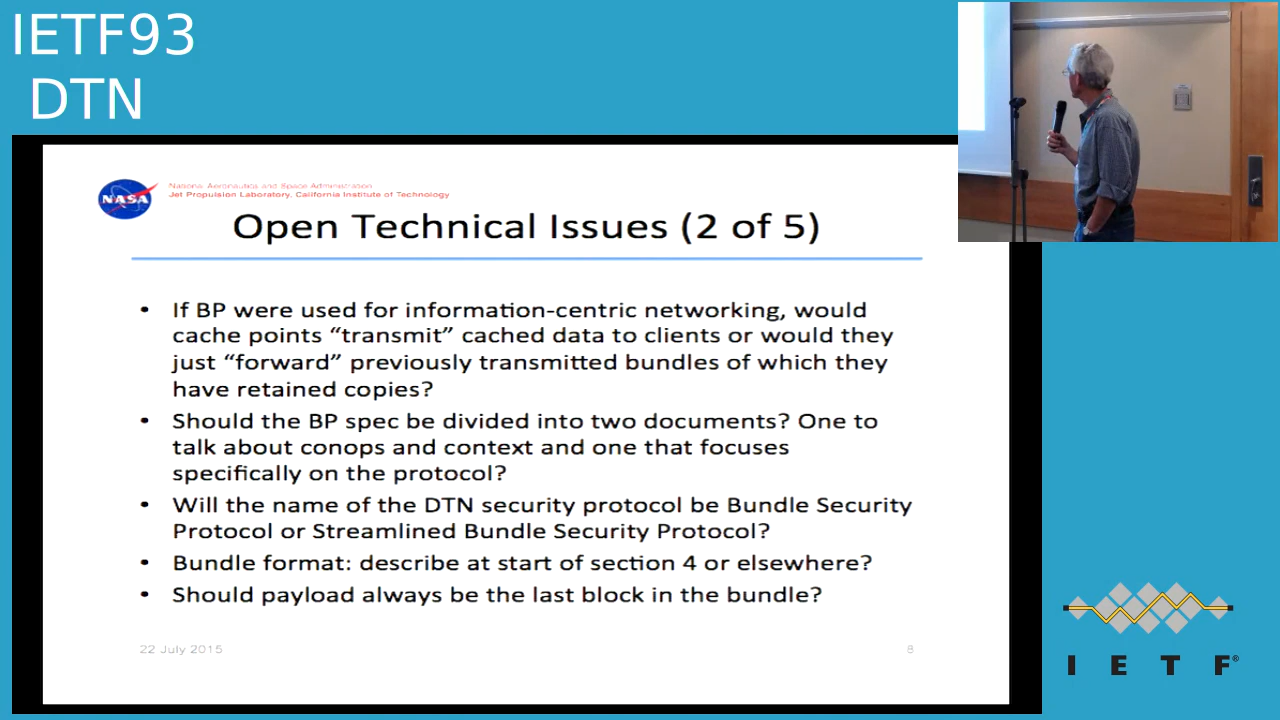 IETF93
DTN
NASA
National Aeronautics and Space Administration
Jet Propulsion Laboratory, California Institute of Technology
Open Technical Issues (2 of 5)
• If BP were used for information-centric networking, would
cache points “transmit” cached data to clients or would they
just “forward” previously transmitted bundles of which they
have retained copies?
• Should the BP spec be divided into two documents? One to
talk about conops and context and one that focuses
specifically on the protocol?
• Will the name of the DTN security protocol be Bundle Security
Protocol or Streamlined Bundle Security Protocol?
• Bundle format: describe at start of section 4 or elsewhere?
• Should payload always be the last block in the bundle?
22 July 2015
8
I E T F®